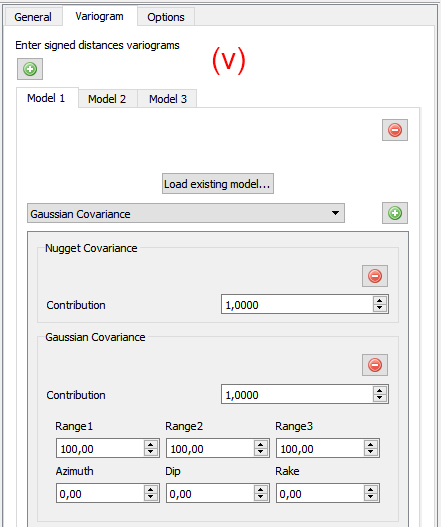 General Variogram Options
Enter signed distances variograms
(v)
Model 1 Model 2 Model 3
Load existing model...
Gaussian Covariance
Nugget Covariance
Contribution 1,0000
Gaussian Covariance
Contribution 1,0000
Range1 Range2 Range3
100,00 100,00 100,00
Azimuth Dip Rake
0,00 0,00 0,00